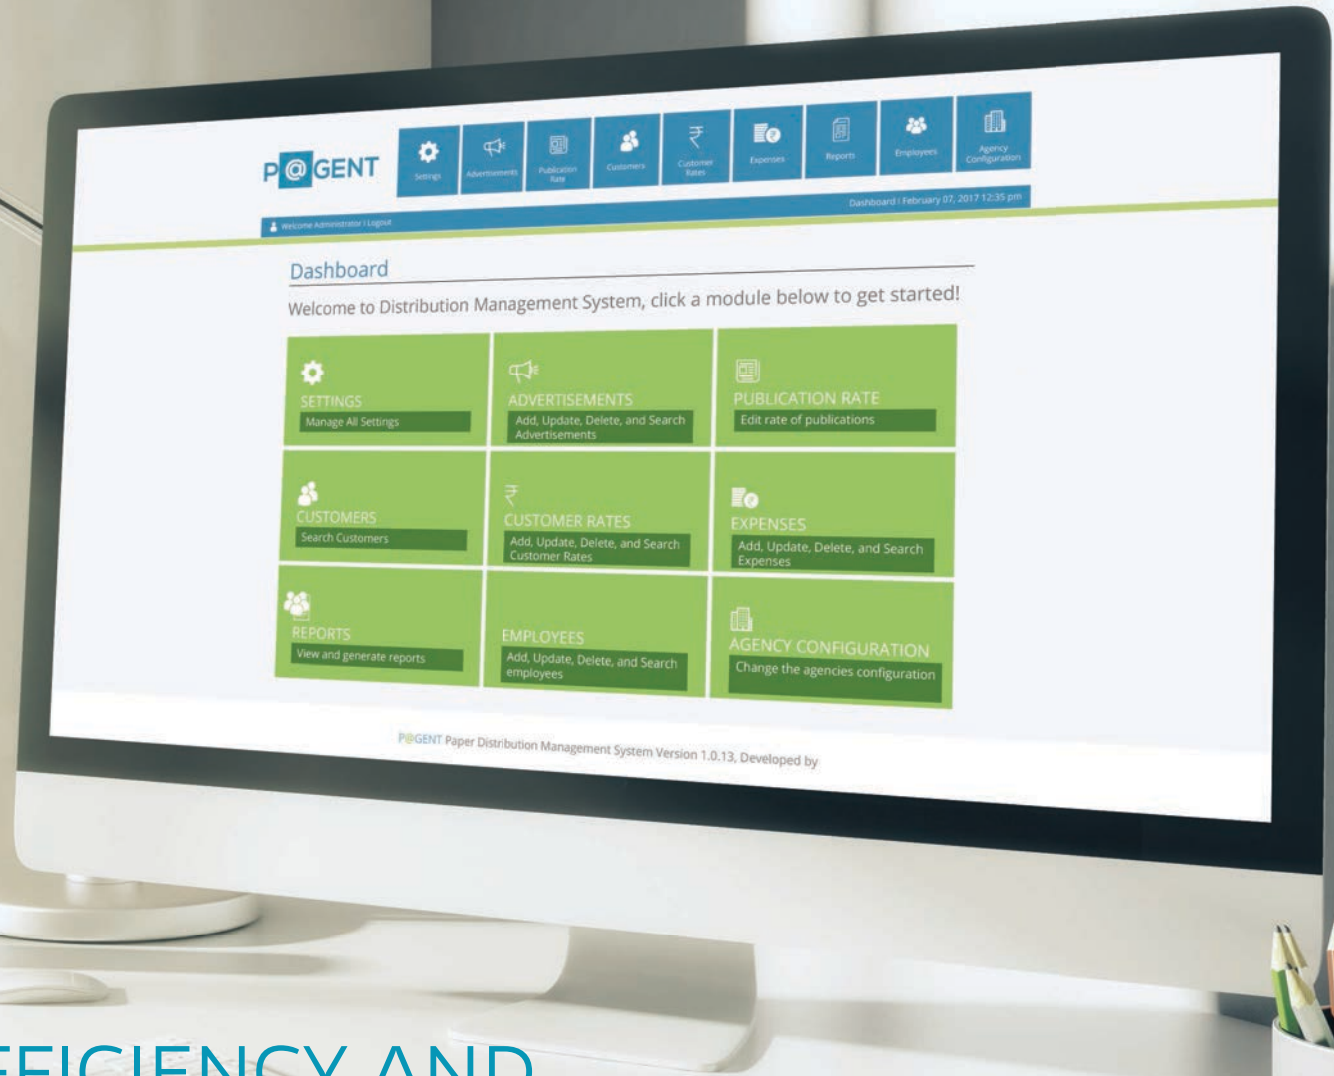 P@GENT
Settings
Advertisements
Publication
Rate
Customers
Customer
Rates
Expenses
Reports
Employees
Agency
Configuration
Welcome Administrator | Logout
Dashboard | February 07, 2017 12:35 pm
Dashboard
Welcome to Distribution Management System, click a module below to get started!
SETTINGS
Manage All Settings
ADVERTISEMENTS
Add, Update, Delete, and Search
Advertisements
PUBLICATION RATE
Edit rate of publications
CUSTOMERS
Search Customers
CUSTOMER RATES
Add, Update, Delete, and Search
Customer Rates
EXPENSES
Add, Update, Delete, and Search
Expenses
REPORTS
View and generate reports
EMPLOYEES
Add, Update, Delete, and Search
employees
AGENCY CONFIGURATION
Change the agencies configuration
P@GENT Paper Distribution Management System Version 1.0.13, Developed by
EFFICIENCY AND